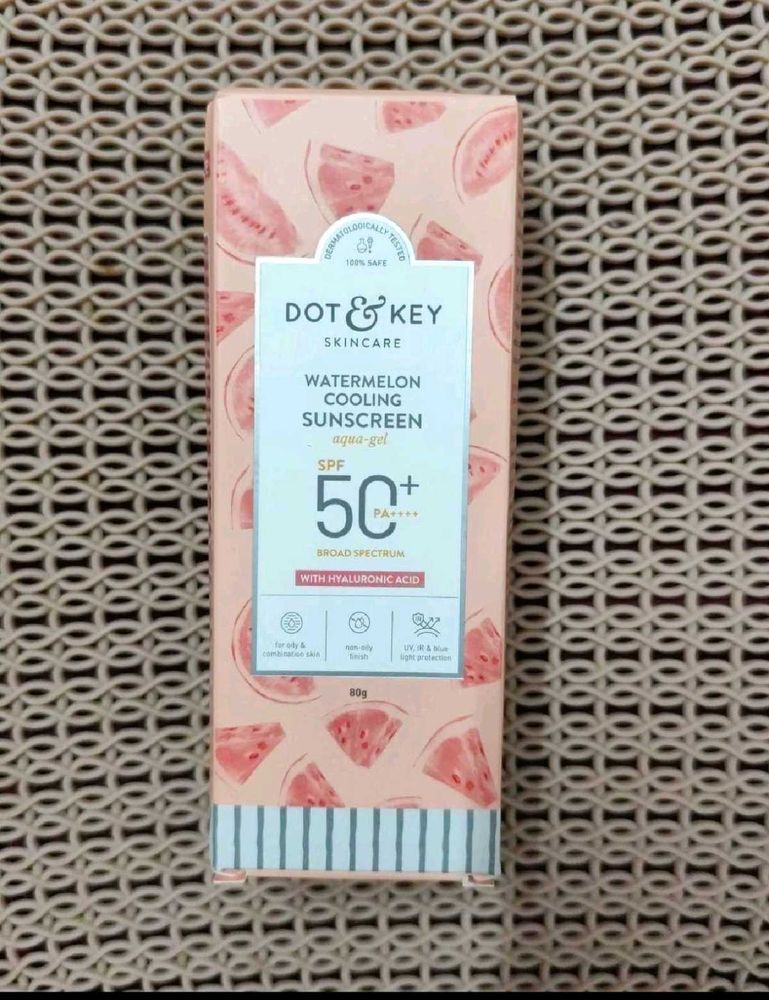 DERMATOLOGICALLY TESTED
100% SAFE
DOT & KEY
SKINCARE
WATERMELON
COOLING
SUNSCREEN
aqua-gel
SPF
50+
PA++++
BROAD SPECTRUM
WITH HYALURONIC ACID
for oily &
combination skin
non-oily
finish
UV, IR & blue
light protection
80g